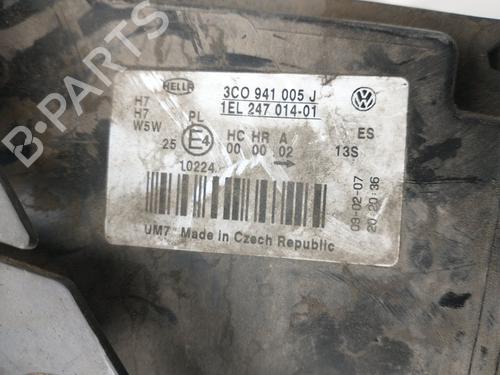 HELLA
3C0 941 005 J
1EL 247 014-01
H7
H7
W5W
PL
25 E4
HC HR A
00 00 02
ES
13S
10224
UM7 Made in Czech Republic
09-02-07
20:20:36
B-PARTS